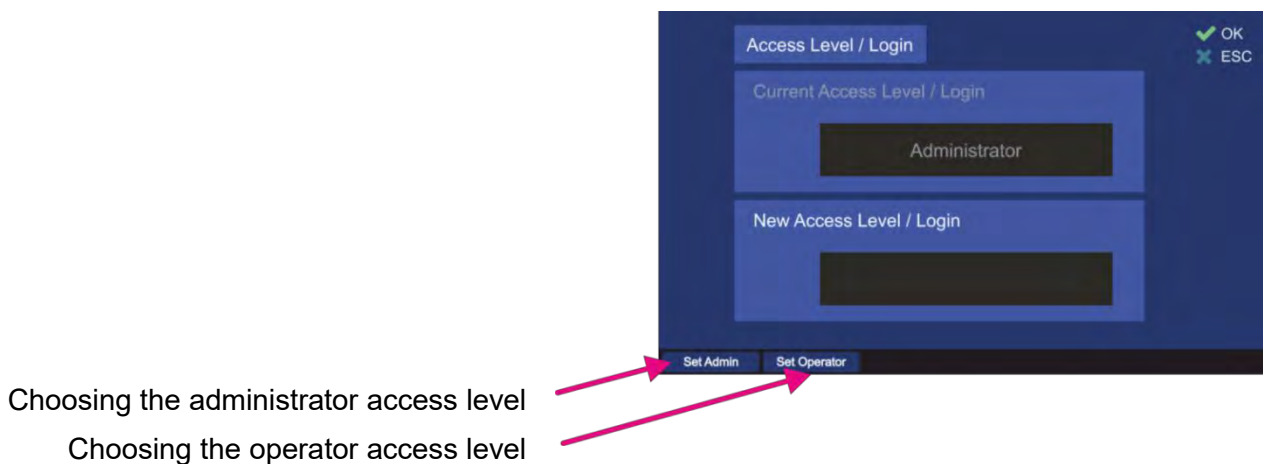 Access Level / Login
OK
ESC
Current Access Level / Login
Administrator
New Access Level / Login
Set Admin Set Operator
Choosing the administrator access level
Choosing the operator access level